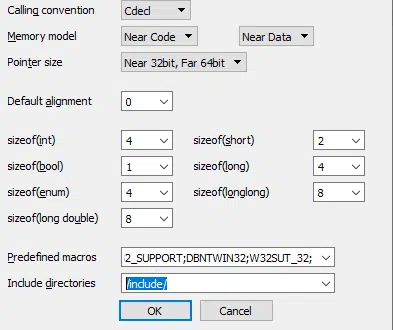 Calling convention Cdecl
Memory model Near Code Near Data
Pointer size Near 32bit, Far 64bit
Default alignment 0
sizeof(int) 4 sizeof(short) 2
sizeof(bool) 1 sizeof(long) 4
sizeof(enum) 4 sizeof(longlong) 8
sizeof(long double) 8
Predefined macros 2_SUPPORT;DBNTWIN32;W32SUT_32;
Include directories /include/
OK Cancel